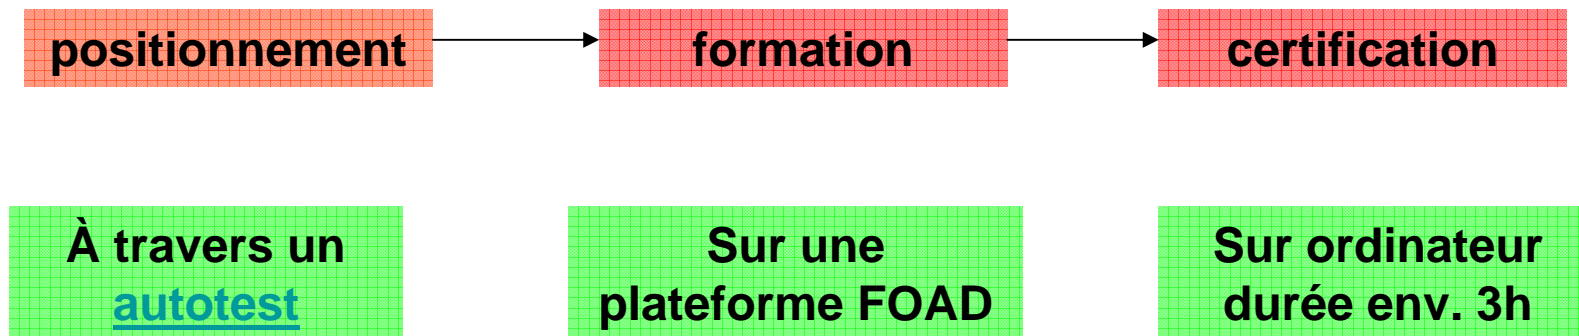 positionnement
formation
certification
À travers un
autotest
Sur une
plateforme FOAD
Sur ordinateur
durée env. 3h